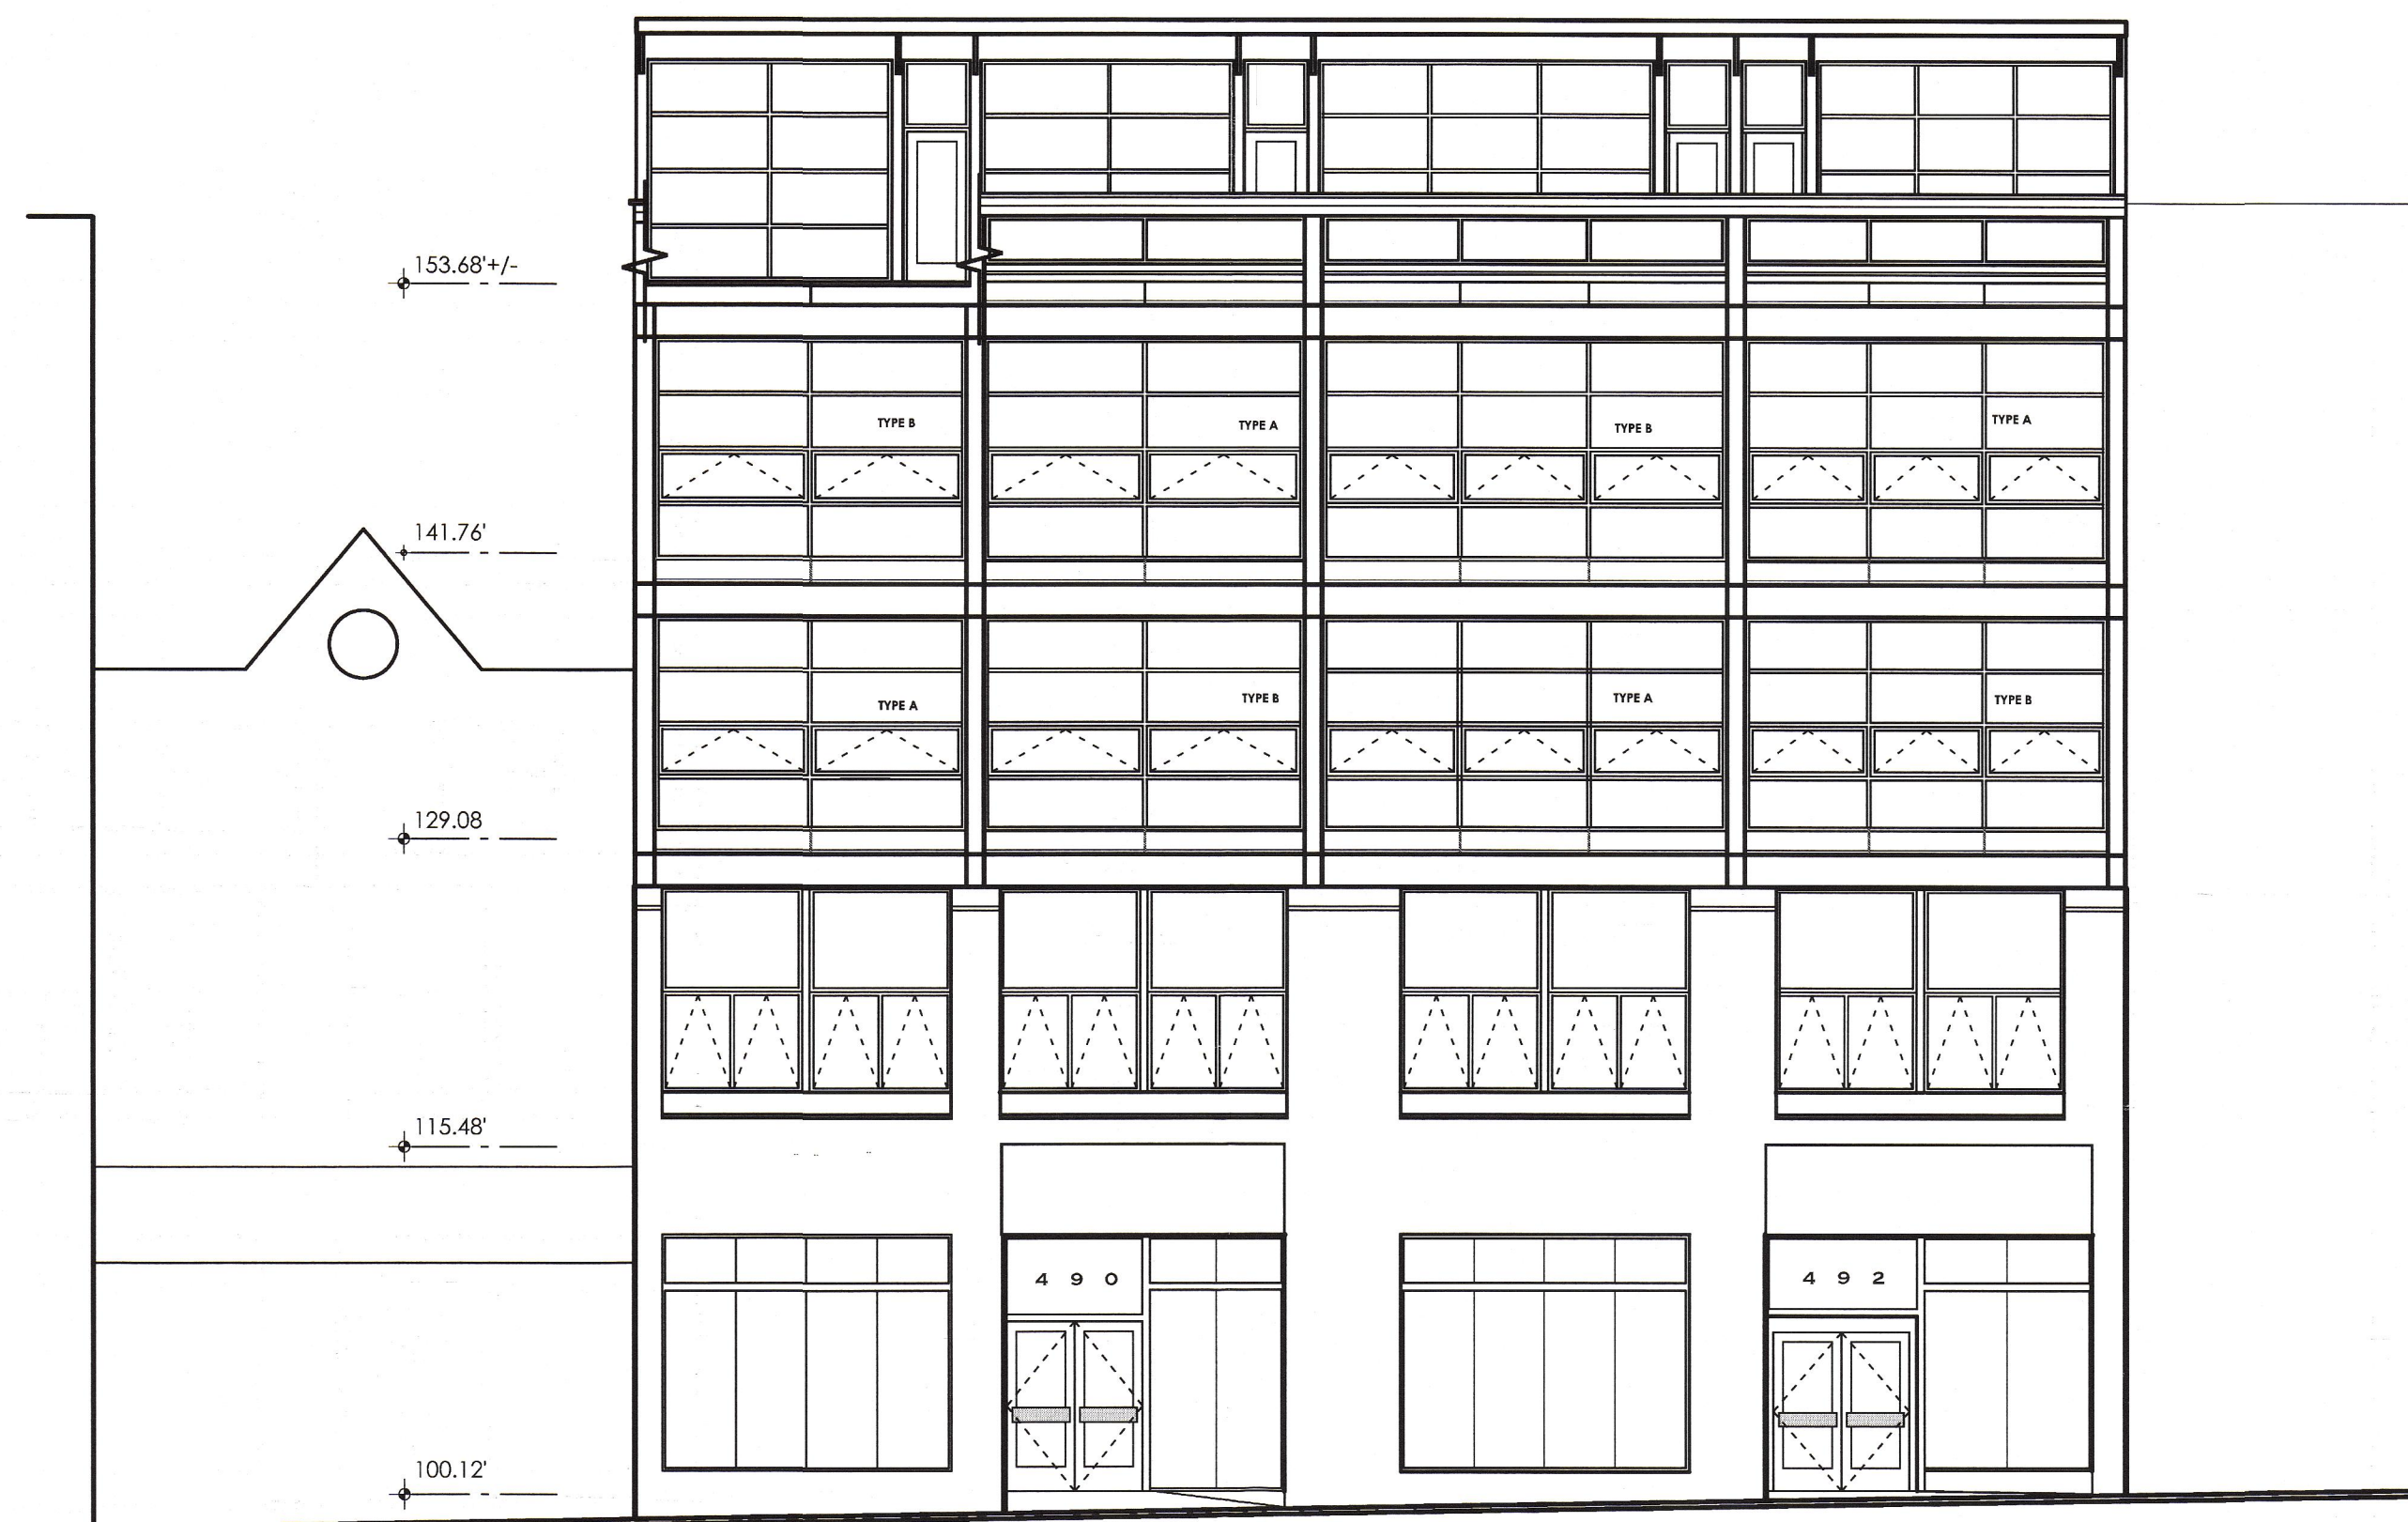 153.68'+/-
TYPE B
TYPE A
TYPE B
TYPE A
141.76'
TYPE A
TYPE B
TYPE A
TYPE B
129.08
115.48'
4 9 0
4 9 2
100.12'